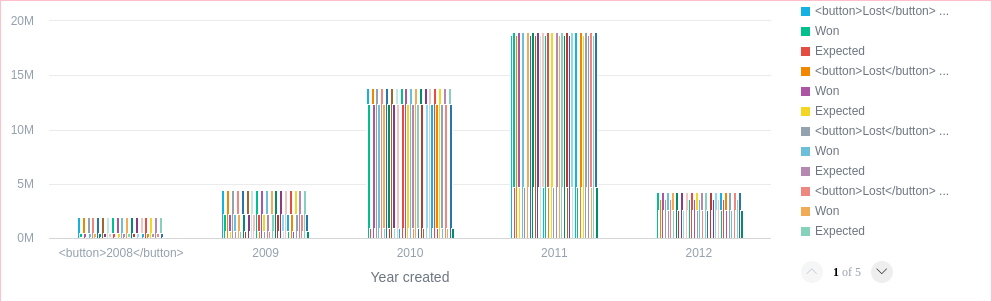 20M
15M
10M
5M
0M
<button>2008</button>
2009
2010
2011
2012
Year created
<button>Lost</button> ...
Won
Expected
<button>Lost</button> ...
Won
Expected
<button>Lost</button> ...
Won
Expected
<button>Lost</button> ...
Won
Expected
1 of 5